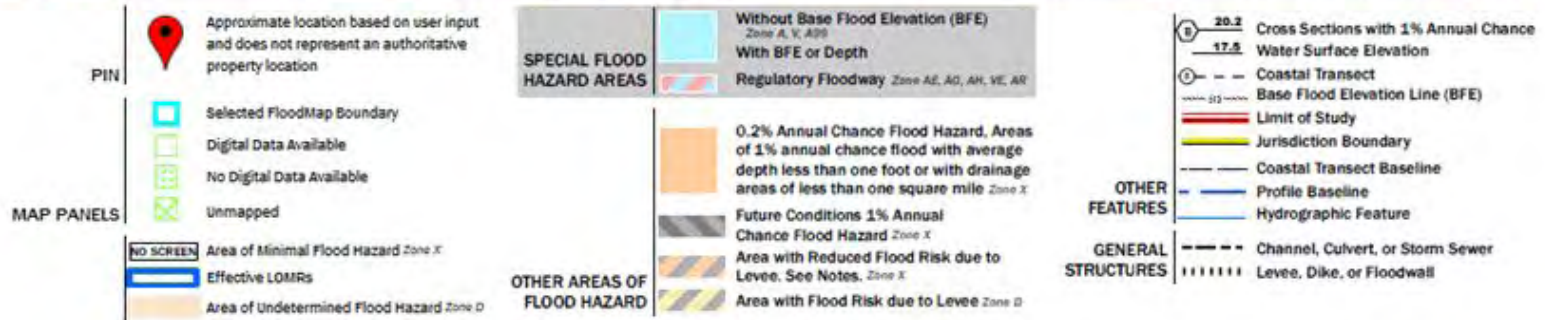 Approximate location based on user input
and does not represent an authoritative
property location
PIN
Selected FloodMap Boundary
Digital Data Available
No Digital Data Available
Unmapped
MAP PANELS
NO SCREEN Area of Minimal Flood Hazard Zone X
Effective LOMRs
Area of Undetermined Flood Hazard Zone D
Without Base Flood Elevation (BFE)
Zone A, V, A99
With BFE or Depth
Regulatory Floodway Zone AE, AO, AH, VE, AR
SPECIAL FLOOD
HAZARD AREAS
0.2% Annual Chance Flood Hazard, Areas
of 1% annual chance flood with average
depth less than one foot or with drainage
areas of less than one square mile Zone X
Future Conditions 1% Annual
Chance Flood Hazard Zone X
Area with Reduced Flood Risk due to
Levee. See Notes. Zone X
Area with Flood Risk due to Levee Zone D
OTHER AREAS OF
FLOOD HAZARD
20.2 Cross Sections with 1% Annual Chance
17.5 Water Surface Elevation
Coastal Transect
Base Flood Elevation Line (BFE)
Limit of Study
Jurisdiction Boundary
Coastal Transect Baseline
Profile Baseline
Hydrographic Feature
OTHER
FEATURES
Channel, Culvert, or Storm Sewer
Levee, Dike, or Floodwall
GENERAL
STRUCTURES